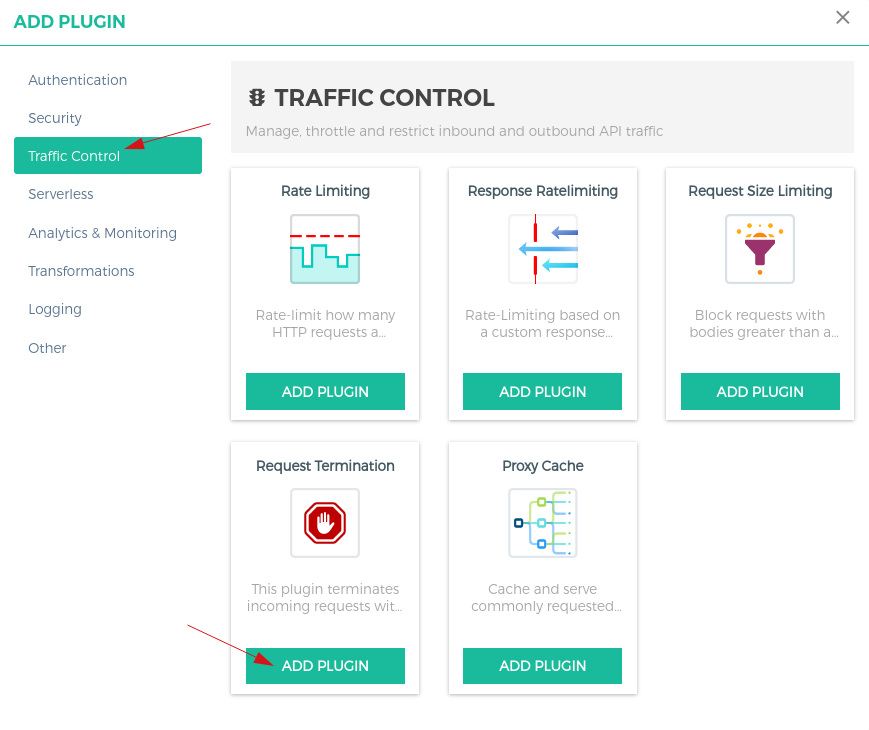 ADD PLUGIN
Authentication
Security
Traffic Control
Serverless
Analytics & Monitoring
Transformations
Logging
Other
TRAFFIC CONTROL
Manage, throttle and restrict inbound and outbound API traffic
Rate Limiting
Rate-limit how many
HTTP requests a...
ADD PLUGIN
Response Ratelimiting
Rate-Limiting based on
a custom response...
ADD PLUGIN
Request Size Limiting
Block requests with
bodies greater than a...
ADD PLUGIN
Request Termination
This plugin terminates
incoming requests wit...
ADD PLUGIN
Proxy Cache
Cache and serve
commonly requested...
ADD PLUGIN